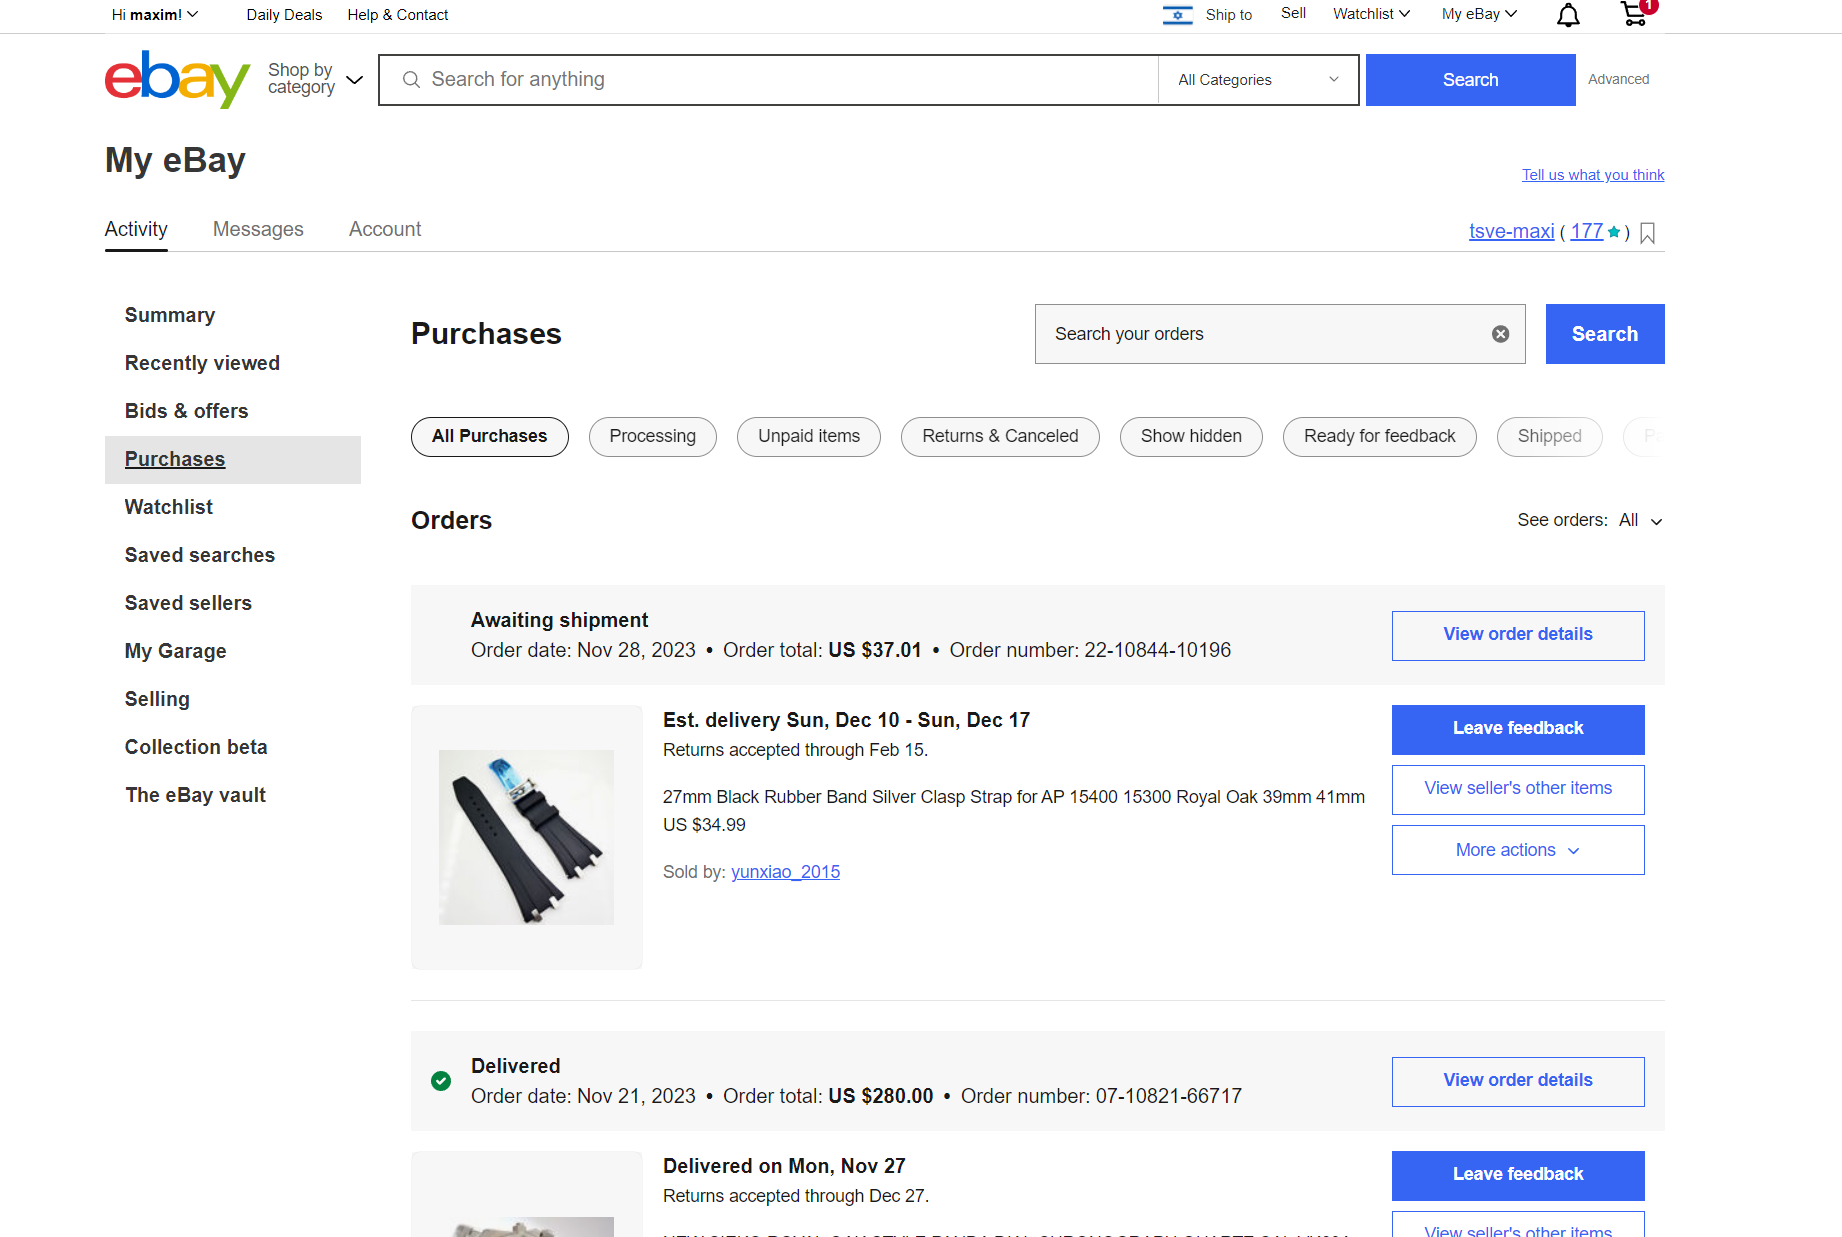 Hi maxim!
Daily Deals
Help & Contact
Ship to
Sell
Watchlist
My eBay
1
ebay
Shop by
category
Search for anything
All Categories
Search
Advanced
My eBay
Tell us what you think
Activity
Messages
Account
tsve-maxi ( 177 )
Summary
Recently viewed
Bids & offers
Purchases
Watchlist
Saved searches
Saved sellers
My Garage
Selling
Collection beta
The eBay vault
Purchases
Search your orders
Search
All Purchases
Processing
Unpaid items
Returns & Canceled
Show hidden
Ready for feedback
Shipped
Orders
See orders: All
Awaiting shipment
Order date: Nov 28, 2023 • Order total: US $37.01 • Order number: 22-10844-10196
View order details
Est. delivery Sun, Dec 10 - Sun, Dec 17
Returns accepted through Feb 15.
27mm Black Rubber Band Silver Clasp Strap for AP 15400 15300 Royal Oak 39mm 41mm
US $34.99
Sold by: yunxiao_2015
Leave feedback
View seller's other items
More actions
Delivered
Order date: Nov 21, 2023 • Order total: US $280.00 • Order number: 07-10821-66717
View order details
Delivered on Mon, Nov 27
Returns accepted through Dec 27.
Leave feedback
View seller's other items